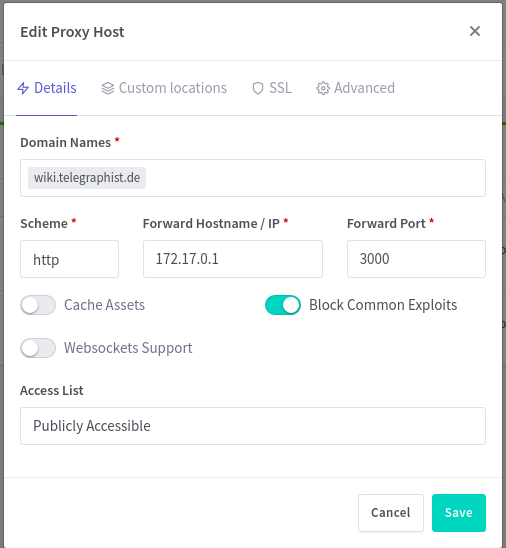 Edit Proxy Host
Details Custom locations SSL Advanced
Domain Names *
wiki.telegraphist.de
Scheme * Forward Hostname / IP * Forward Port *
http 172.17.0.1 3000
Cache Assets Block Common Exploits
Websockets Support
Access List
Publicly Accessible
Cancel Save